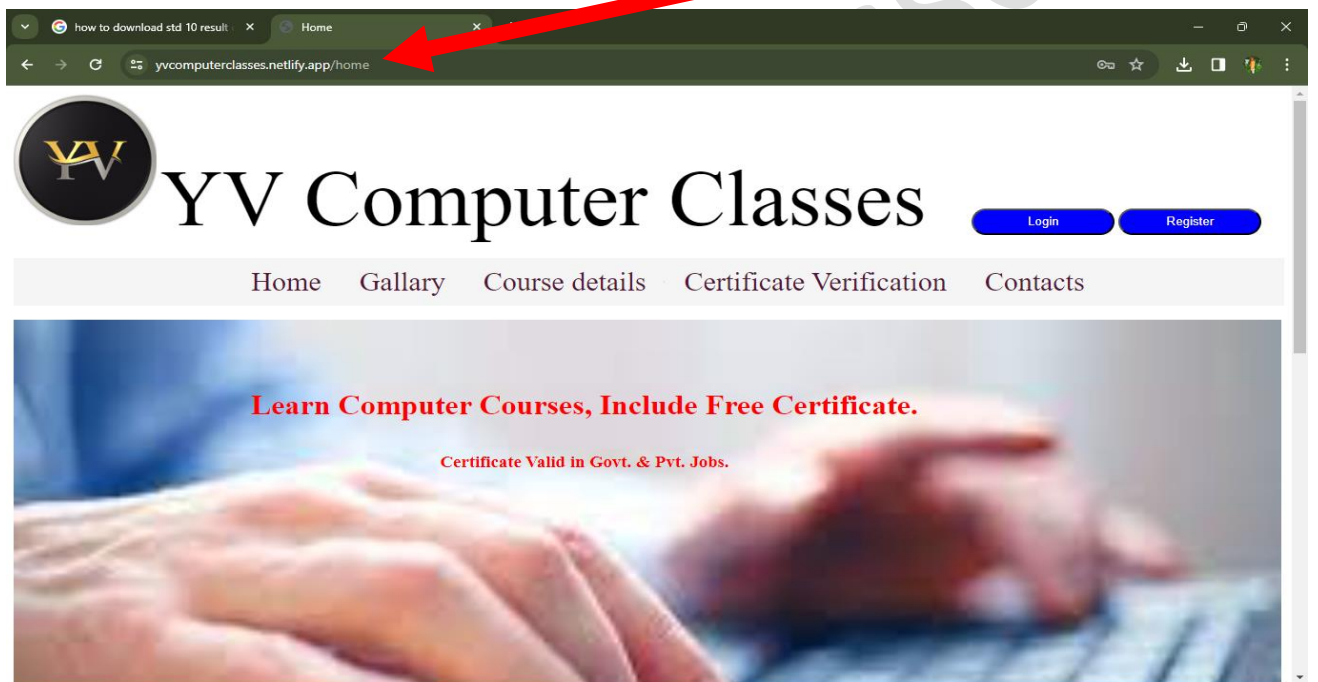 how to download std 10 result
Home
yvcomputerclasses.netlify.app/home
YV
YV Computer Classes
Login
Register
Home Gallary Course details Certificate Verification Contacts
Learn Computer Courses, Include Free Certificate.
Certificate Valid in Govt. & Pvt. Jobs.